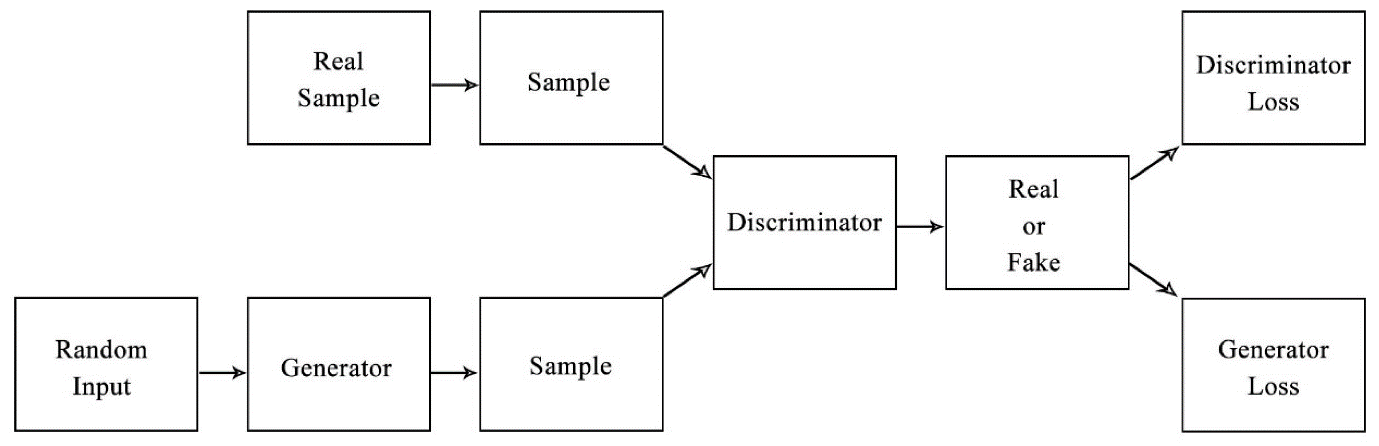 Real
Sample
Sample
Discriminator
Loss
Discriminator
Real
or
Fake
Random
Input
Generator
Sample
Generator
Loss